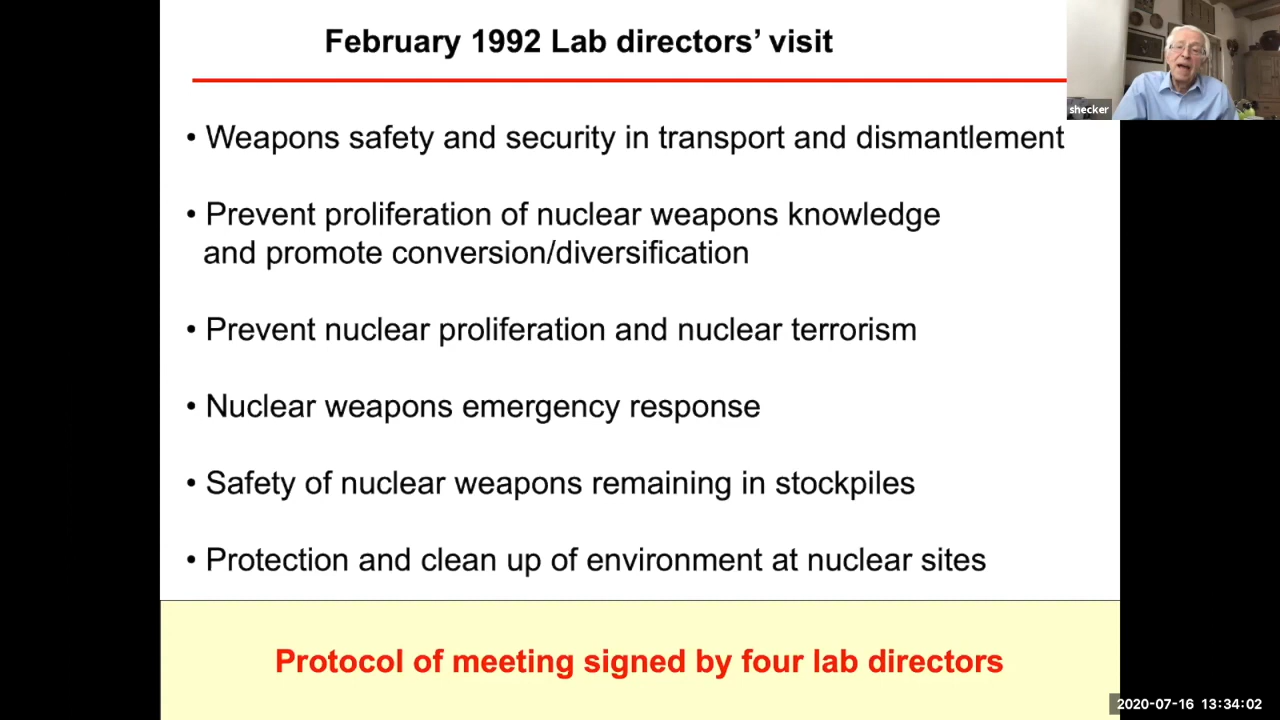 February 1992 Lab directors’ visit
shecker
• Weapons safety and security in transport and dismantlement
• Prevent proliferation of nuclear weapons knowledge
and promote conversion/diversification
• Prevent nuclear proliferation and nuclear terrorism
• Nuclear weapons emergency response
• Safety of nuclear weapons remaining in stockpiles
• Protection and clean up of environment at nuclear sites
Protocol of meeting signed by four lab directors
2020-07-16 13:34:02